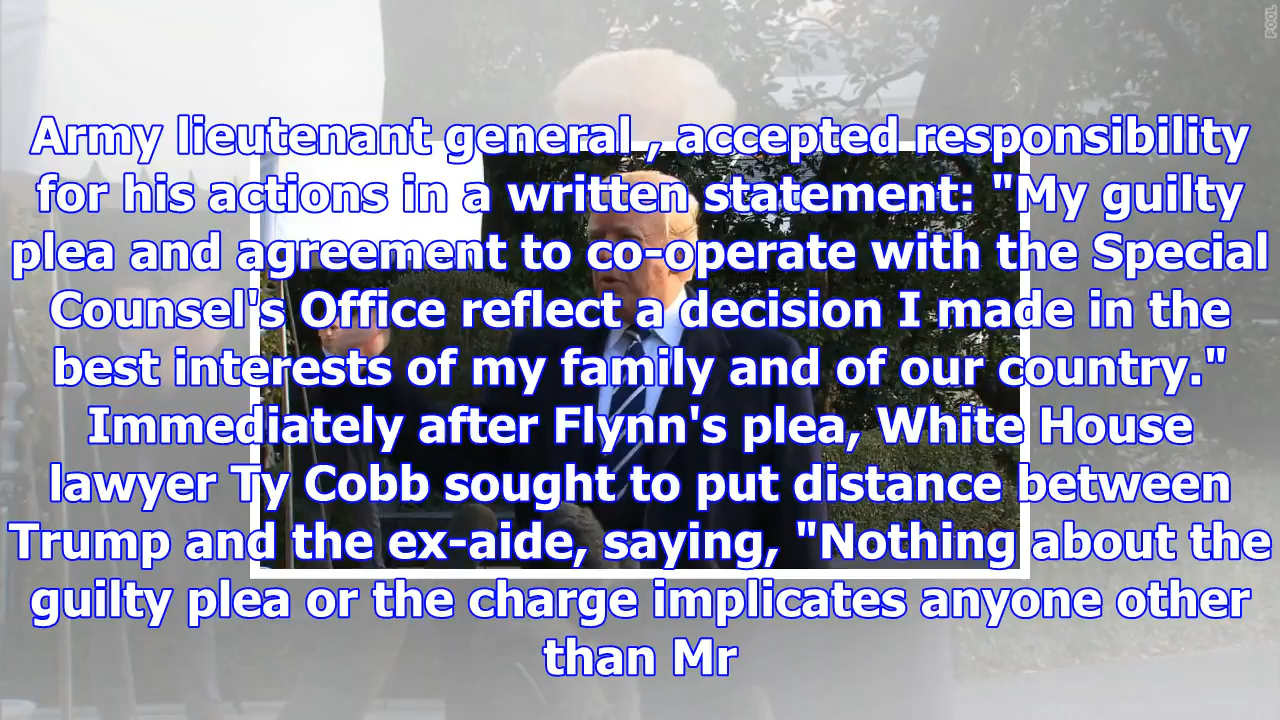 POOL
Army lieutenant general , accepted responsibility
for his actions in a written statement: "My guilty
plea and agreement to co-operate with the Special
Counsel's Office reflect a decision I made in the
best interests of my family and of our country."
Immediately after Flynn's plea, White House
lawyer Ty Cobb sought to put distance between
Trump and the ex-aide, saying, "Nothing about the
guilty plea or the charge implicates anyone other
than Mr